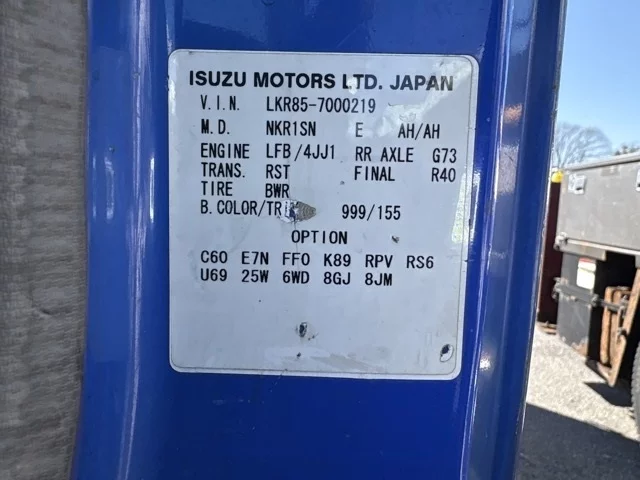 ISUZU MOTORS LTD. JAPAN
V.I.N. LKR85-7000219
M.D. NKR1SN E AH/AH
ENGINE LFB/4JJ1 RR AXLE G73
TRANS. RST FINAL R40
TIRE BWR
B.COLOR/TRIM 999/155
OPTION
C60 E7N FF0 K89 RPV RS6
U69 25W 6WD 8GJ 8JM